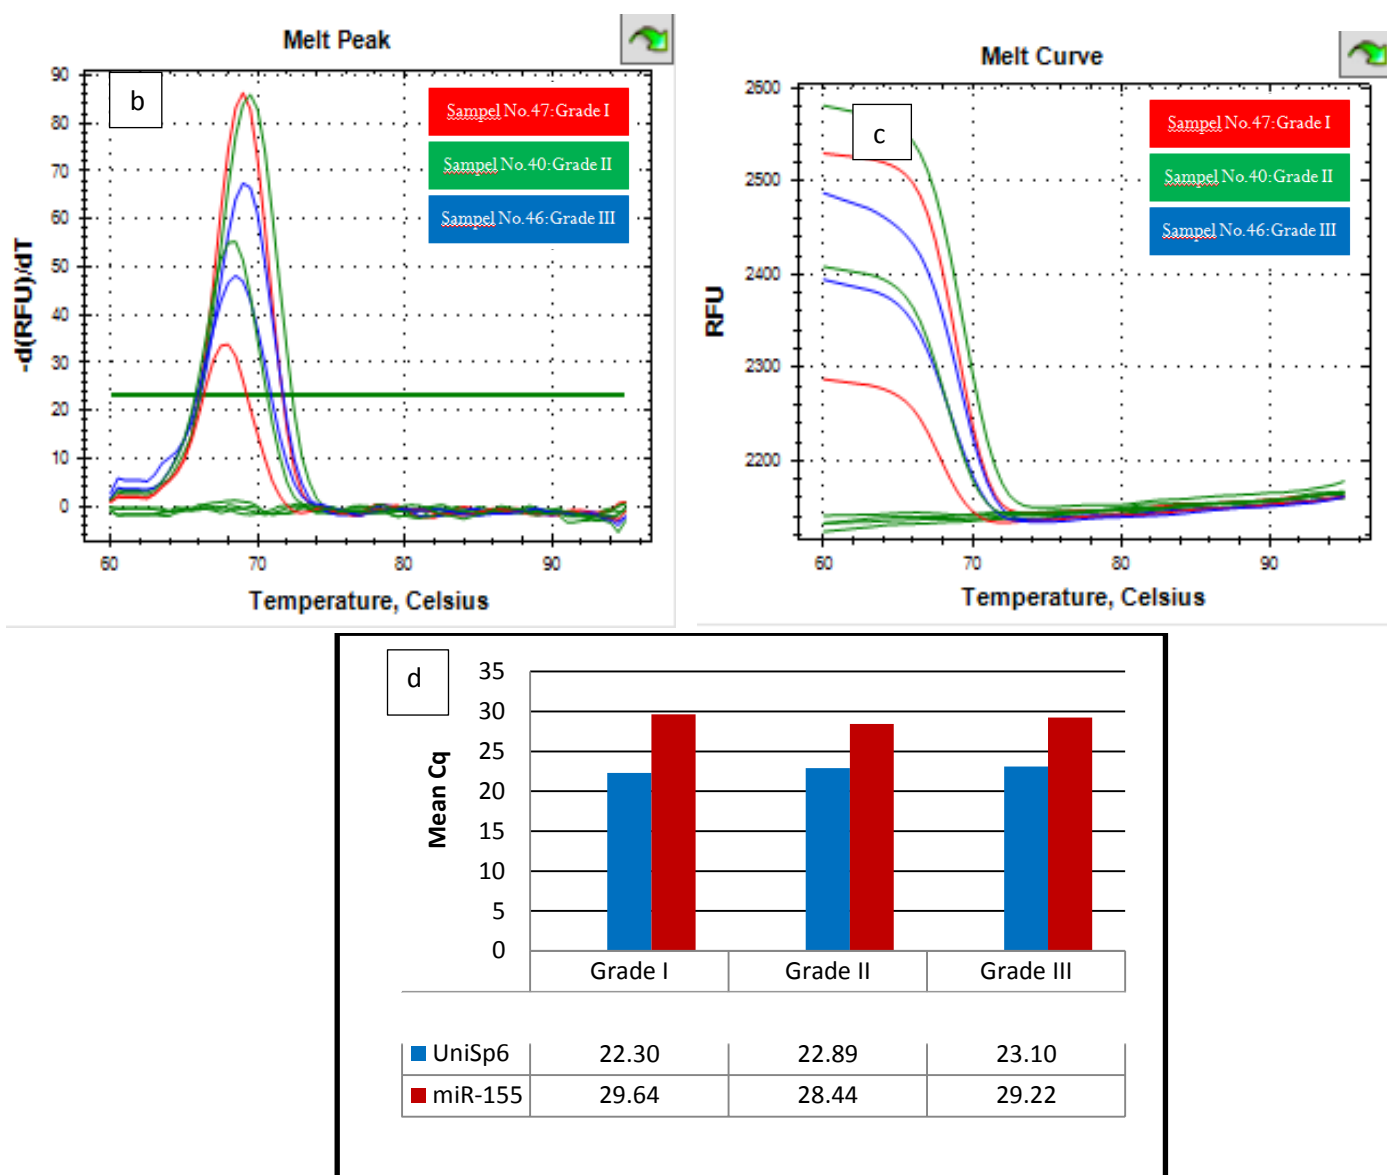 Melt Peak
b
Sampel No.47:Grade I
Sampel No.40:Grade II
Sampel No.46:Grade III
-d(RFU)/dT
90
80
70
60
50
40
30
20
10
0
60 70 80 90
Temperature, Celsius
Melt Curve
c
Sampel No.47:Grade I
Sampel No.40:Grade II
Sampel No.46:Grade III
RFU
2600
2500
2400
2300
2200
60 70 80 90
Temperature, Celsius
d
Mean Cq
35
30
25
20
15
10
5
0
Grade I Grade II Grade III
UniSp6 22.30 22.89 23.10
miR-155 29.64 28.44 29.22